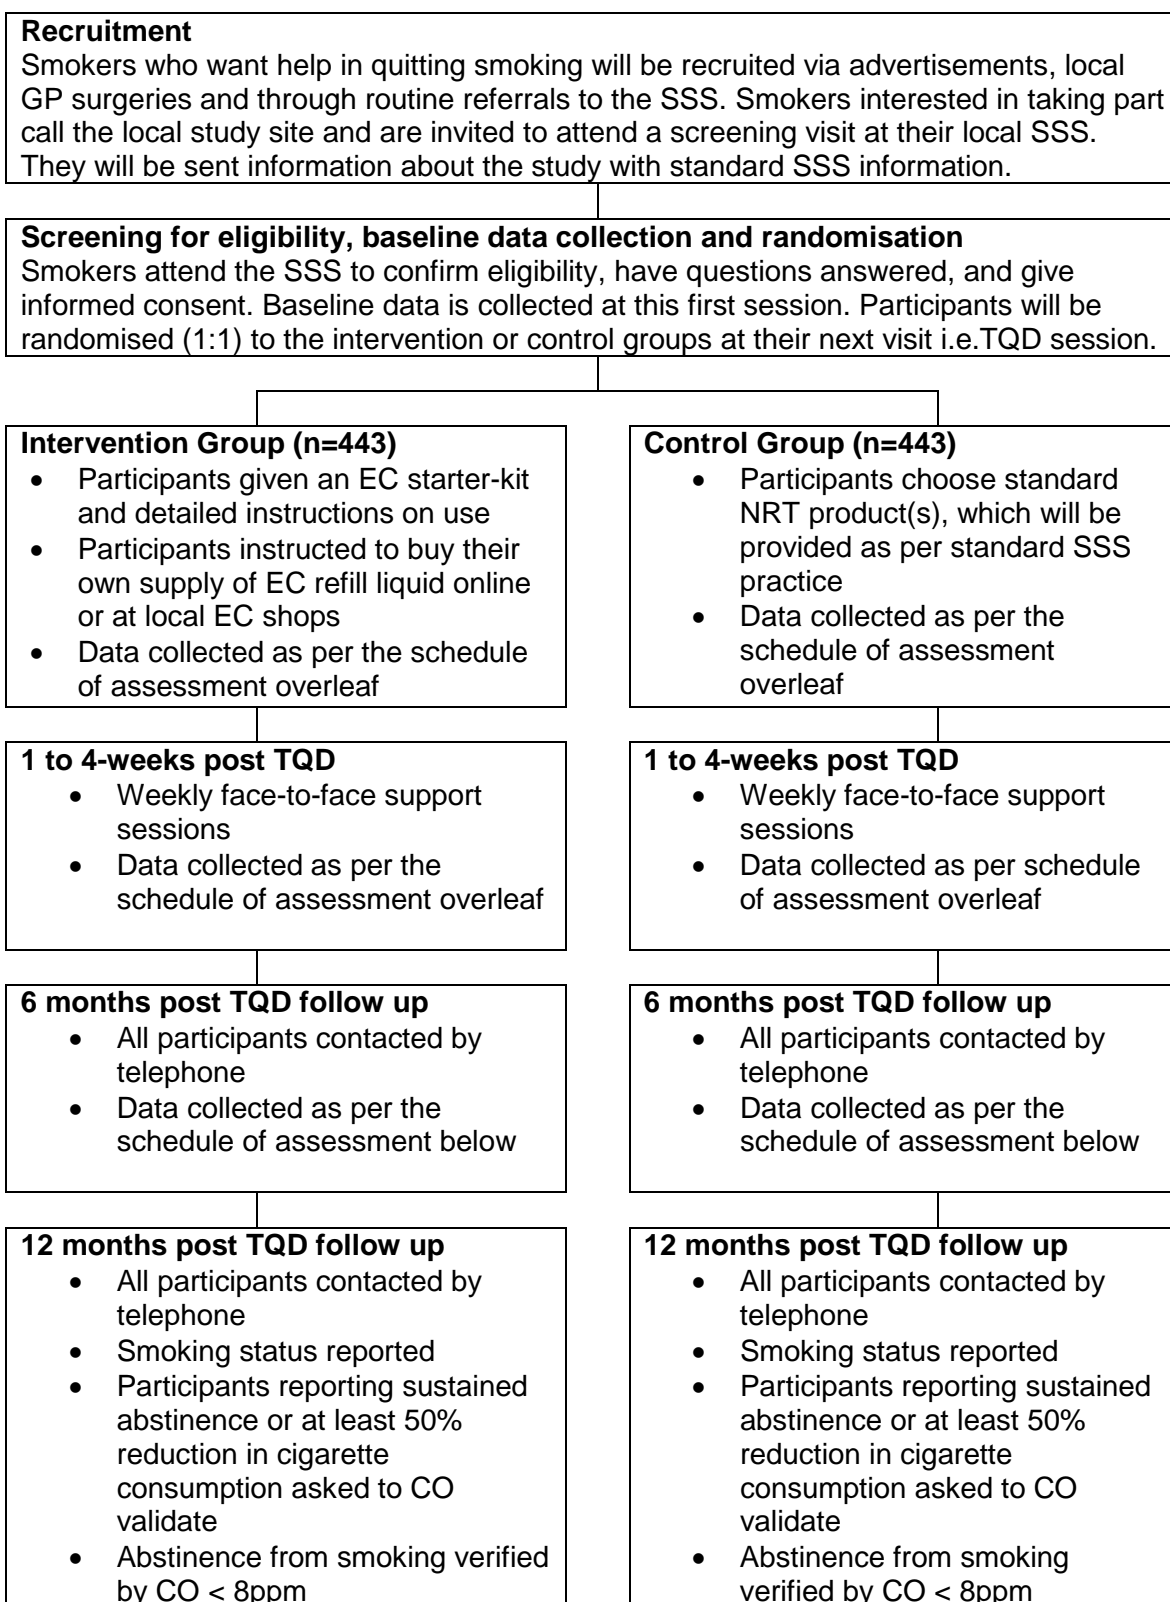 Recruitment
Smokers who want help in quitting smoking will be recruited via advertisements, local
GP surgeries and through routine referrals to the SSS. Smokers interested in taking part
call the local study site and are invited to attend a screening visit at their local SSS.
They will be sent information about the study with standard SSS information.
Screening for eligibility, baseline data collection and randomisation
Smokers attend the SSS to confirm eligibility, have questions answered, and give
informed consent. Baseline data is collected at this first session. Participants will be
randomised (1:1) to the intervention or control groups at their next visit i.e.TQD session.
Intervention Group (n=443)
• Participants given an EC starter-kit
and detailed instructions on use
• Participants instructed to buy their
own supply of EC refill liquid online
or at local EC shops
• Data collected as per the schedule
of assessment overleaf
Control Group (n=443)
• Participants choose standard
NRT product(s), which will be
provided as per standard SSS
practice
• Data collected as per the
schedule of assessment
overleaf
1 to 4-weeks post TQD
• Weekly face-to-face support
sessions
• Data collected as per the
schedule of assessment overleaf
1 to 4-weeks post TQD
• Weekly face-to-face support
sessions
• Data collected as per schedule
of assessment overleaf
6 months post TQD follow up
• All participants contacted by
telephone
• Data collected as per the
schedule of assessment below
6 months post TQD follow up
• All participants contacted by
telephone
• Data collected as per the
schedule of assessment below
12 months post TQD follow up
• All participants contacted by
telephone
• Smoking status reported
• Participants reporting sustained
abstinence or at least 50%
reduction in cigarette
consumption asked to CO
validate
• Abstinence from smoking verified
by CO < 8ppm
12 months post TQD follow up
• All participants contacted by
telephone
• Smoking status reported
• Participants reporting sustained
abstinence or at least 50%
reduction in cigarette
consumption asked to CO
validate
• Abstinence from smoking
verified by CO < 8ppm